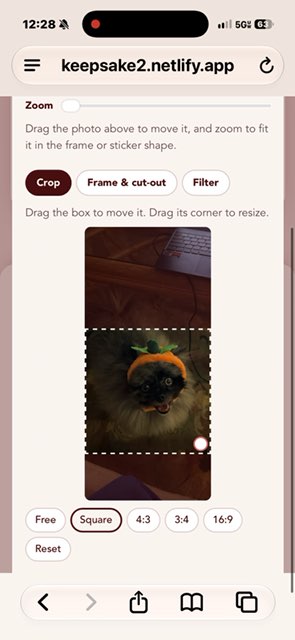 12:28
5G 63
keepsake2.netlify.app
Zoom
Drag the photo above to move it, and zoom to fit
it in the frame or sticker shape.
Crop Frame & cut-out Filter
Drag the box to move it. Drag its corner to resize.
Free Square 4:3 3:4 16:9
Reset